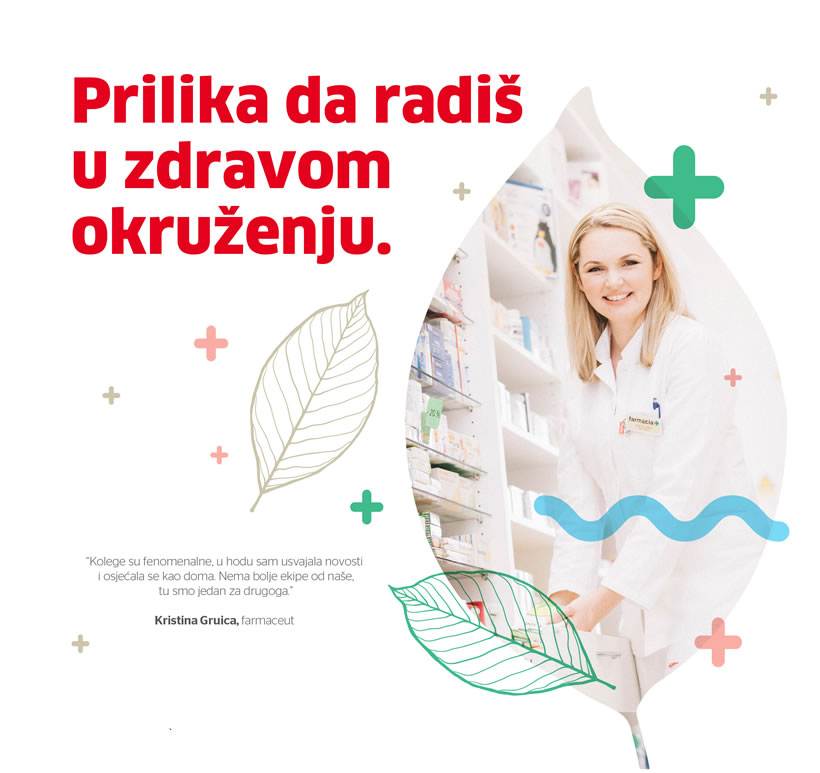 Prilika da radiš
u zdravom
okruženju.
“Kolege su fenomenalne, u hodu sam usvajala novosti
i osjećala se kao doma. Nema bolje ekipe od naše,
tu smo jedan za drugoga.”
Kristina Gruica, farmaceut
farmacia+